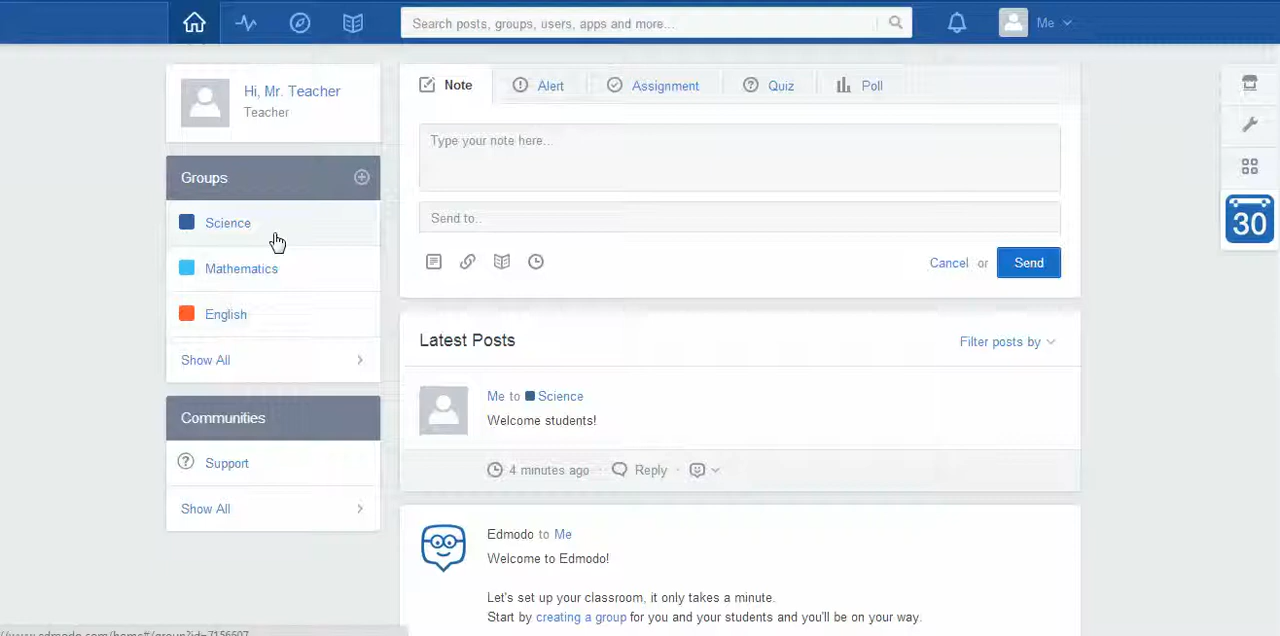 Search posts, groups, users, apps and more...
Me
Hi, Mr. Teacher
Teacher
Groups
Science
Mathematics
English
Show All
Communities
Support
Show All
Note
Alert
Assignment
Quiz
Poll
Type your note here...
Send to..
Cancel or Send
Latest Posts
Filter posts by
Me to Science
Welcome students!
4 minutes ago · Reply ·
Edmodo to Me
Welcome to Edmodo!
Let's set up your classroom, it only takes a minute.
Start by creating a group for you and your students and you'll be on your way.
30